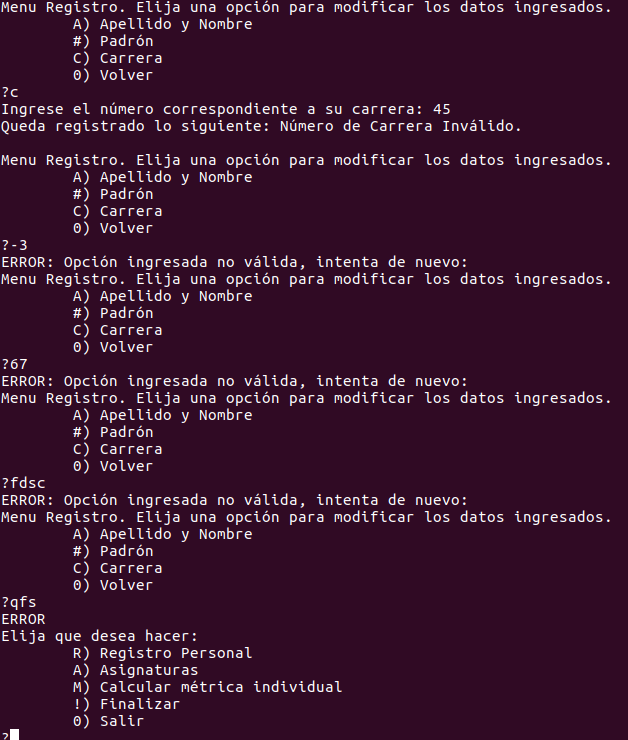 Menu Registro. Elija una opción para modificar los datos ingresados.
A) Apellido y Nombre
#) Padrón
C) Carrera
0) Volver
?c
Ingrese el número correspondiente a su carrera: 45
Queda registrado lo siguiente: Número de Carrera Inválido.
Menu Registro. Elija una opción para modificar los datos ingresados.
A) Apellido y Nombre
#) Padrón
C) Carrera
0) Volver
?-3
ERROR: Opción ingresada no válida, intenta de nuevo:
Menu Registro. Elija una opción para modificar los datos ingresados.
A) Apellido y Nombre
#) Padrón
C) Carrera
0) Volver
?67
ERROR: Opción ingresada no válida, intenta de nuevo:
Menu Registro. Elija una opción para modificar los datos ingresados.
A) Apellido y Nombre
#) Padrón
C) Carrera
0) Volver
?fdsc
ERROR: Opción ingresada no válida, intenta de nuevo:
Menu Registro. Elija una opción para modificar los datos ingresados.
A) Apellido y Nombre
#) Padrón
C) Carrera
0) Volver
?qfs
ERROR
Elija que desea hacer:
R) Registro Personal
A) Asignaturas
M) Calcular métrica individual
!) Finalizar
0) Salir
?